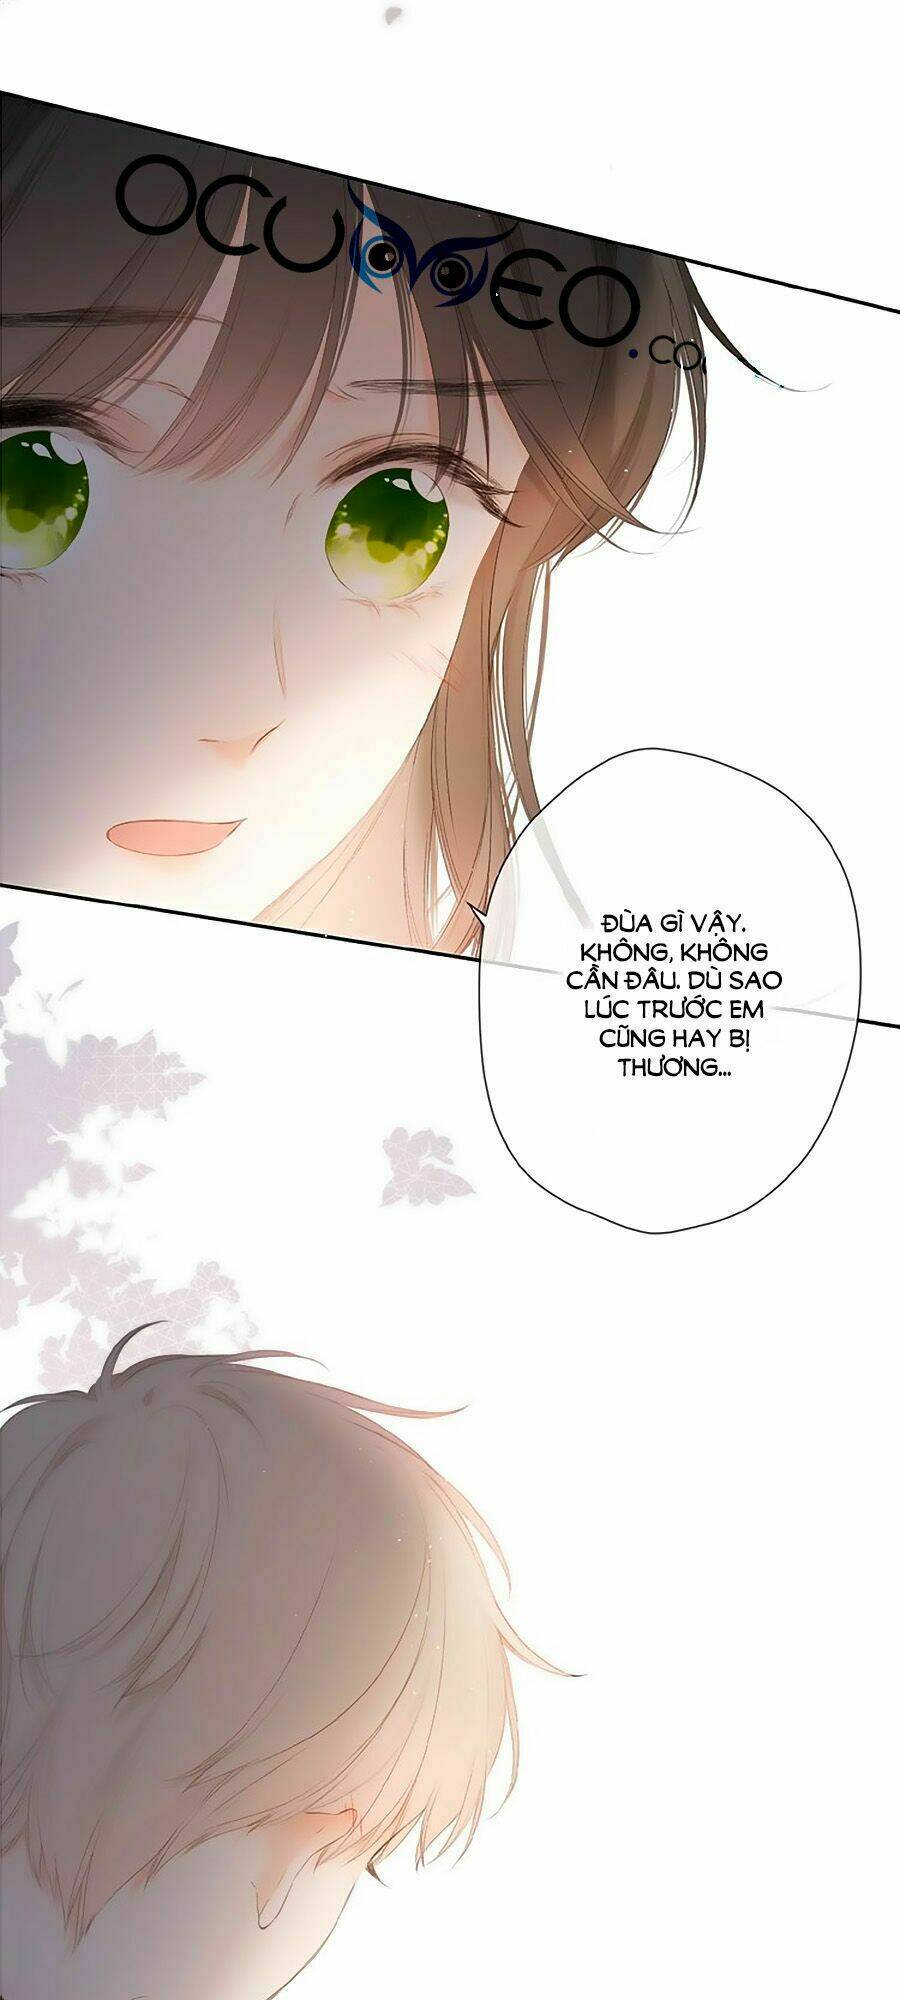 OCUMEO
.CO
ĐÙA GÌ VẬY.
KHÔNG, KHÔNG
CẦN ĐÂU. DÙ SAO
LÚC TRƯỚC EM
CŨNG HAY BỊ
THƯƠNG...